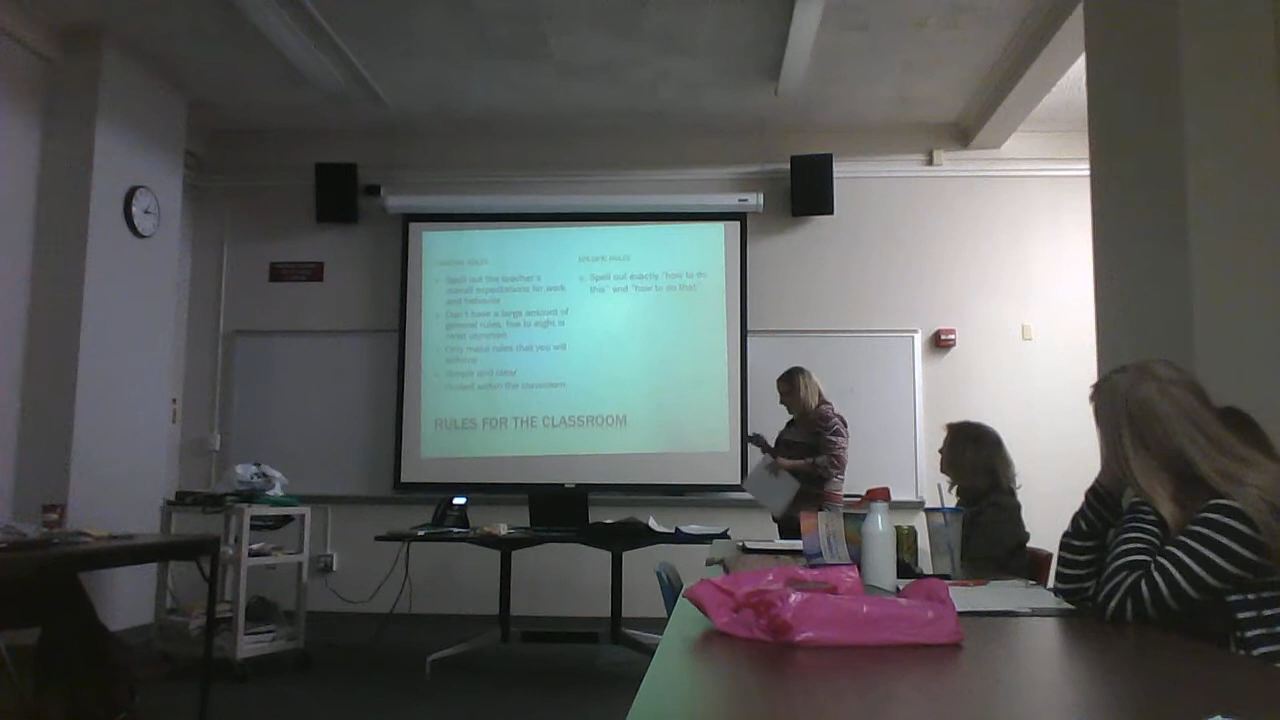 GENERAL RULES
Spell out the teacher's
overall expectations for work
and behavior
Don't have a large amount of
general rules, five to eight is
most common
Only make rules that you will
enforce
Simple and clear
Posted within the classroom
SPECIFIC RULES
Spell out exactly "how to do
this" and "how to do that"
RULES FOR THE CLASSROOM